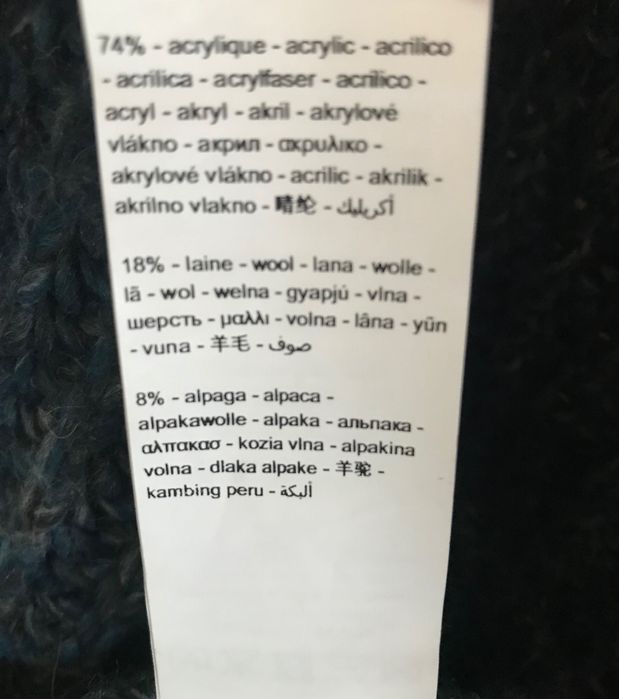 74% - acrylique - acrylic - acrilico
- acrilica - acrylfaser - acrilico -
acryl - akryl - akril - akrylové
vlákno - акрил - ακρυλικο -
akrylové vlákno - acrilic - akrilik -
akrilno vlakno - 晴纶 - أكريليك
18% - laine - wool - lana - wolle -
lã - wol - welna - gyapjú - vlna -
шерсть - μαλλι - volna - lâna - yün
- vuna - 羊毛 - صوف
8% - alpaga - alpaca -
alpakawolle - alpaka - альпака -
αλπακασ - kozia vlna - alpakina
volna - dlaka alpake - 羊驼 -
kambing peru - ألبكة